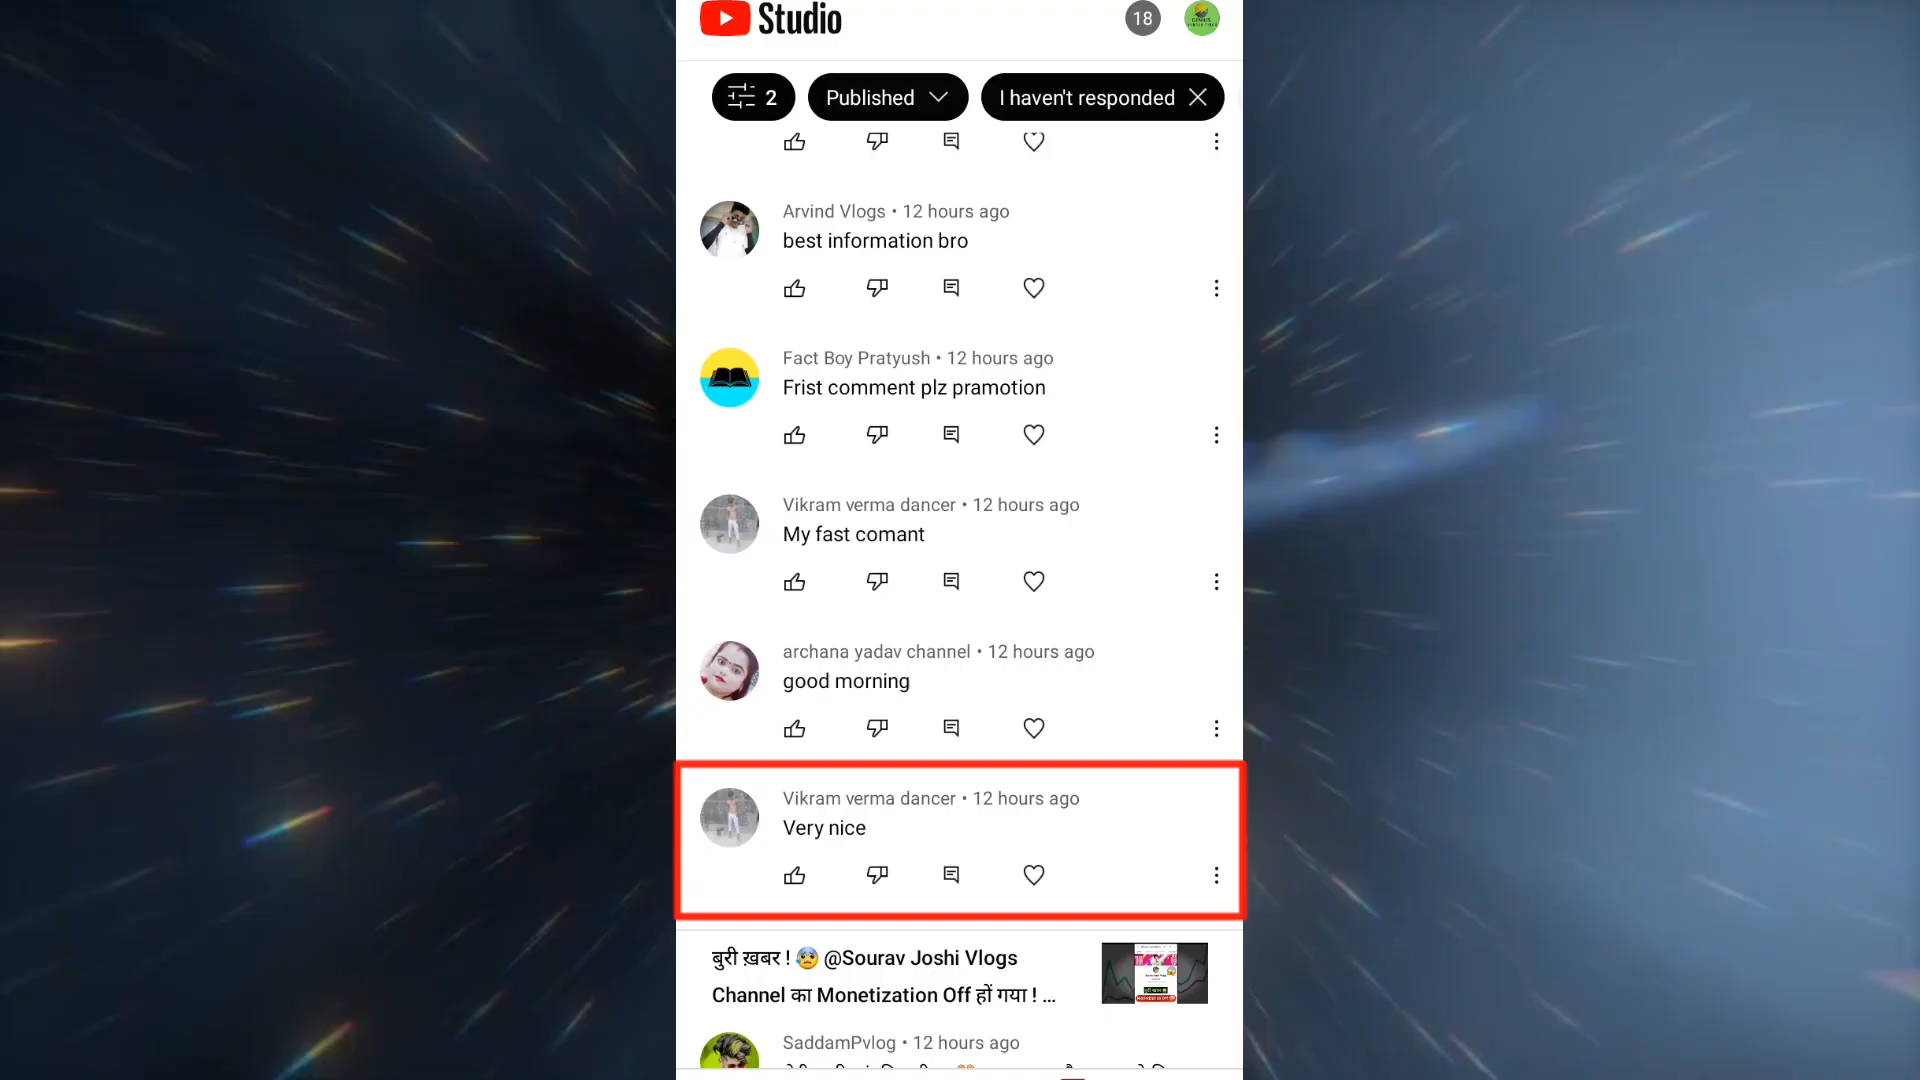 Studio
18
2
Published
I haven't responded
Arvind Vlogs • 12 hours ago
best information bro
Fact Boy Pratyush • 12 hours ago
Frist comment plz pramotion
Vikram verma dancer • 12 hours ago
My fast comant
archana yadav channel • 12 hours ago
good morning
Vikram verma dancer • 12 hours ago
Very nice
बुरी ख़बर ! 😰 @Sourav Joshi Vlogs
Channel का Monetization Off हों गया ! ...
SaddamPvlog • 12 hours ago